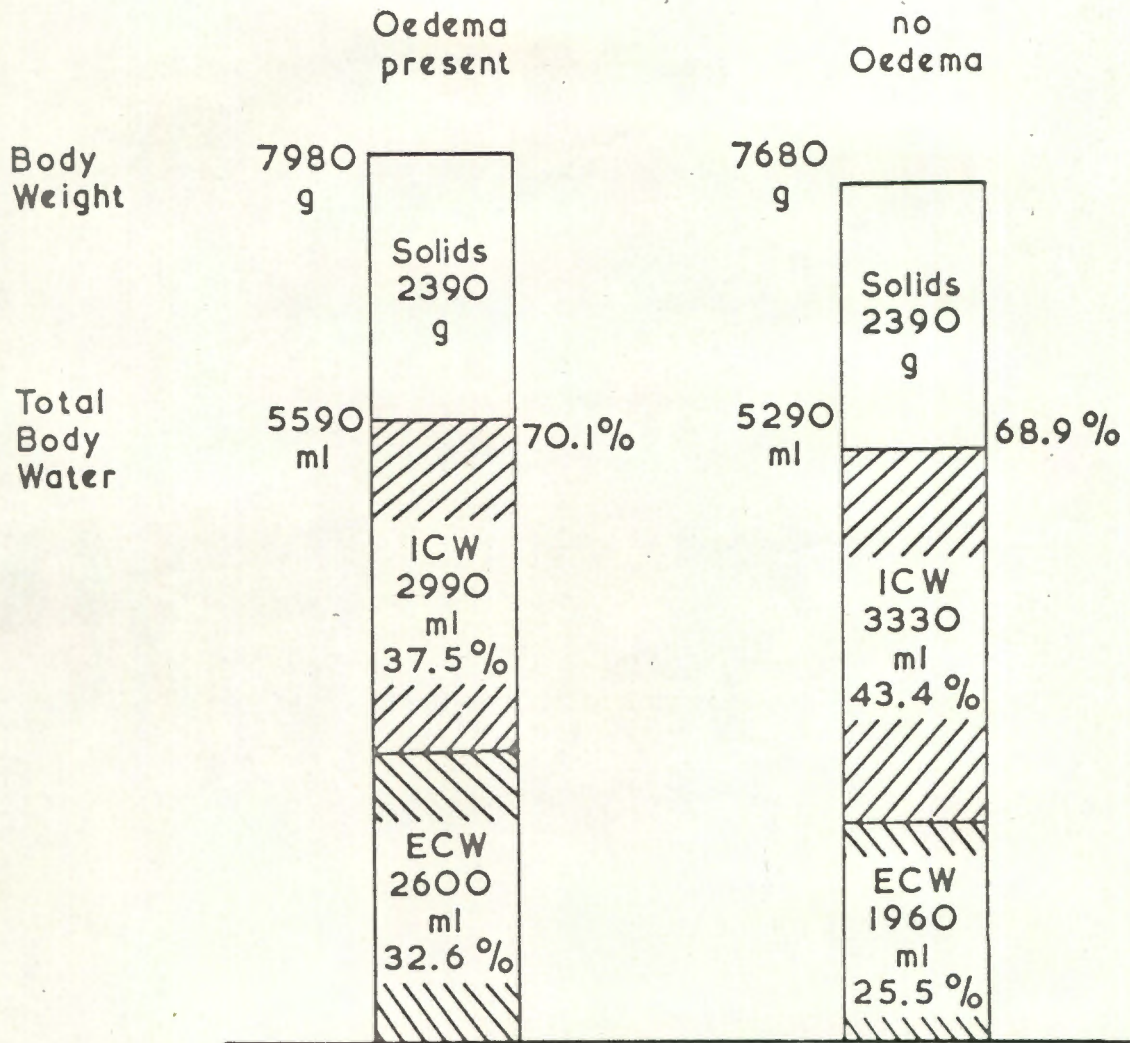 Oedema
present
no
Oedema
Body
Weight
7980
g
7680
g
Solids
2390
g
Solids
2390
g
Total
Body
Water
5590
ml
70.1%
5290
ml
68.9%
ICW
2990
ml
37.5%
ICW
3330
ml
43.4%
ECW
2600
ml
32.6%
ECW
1960
ml
25.5%